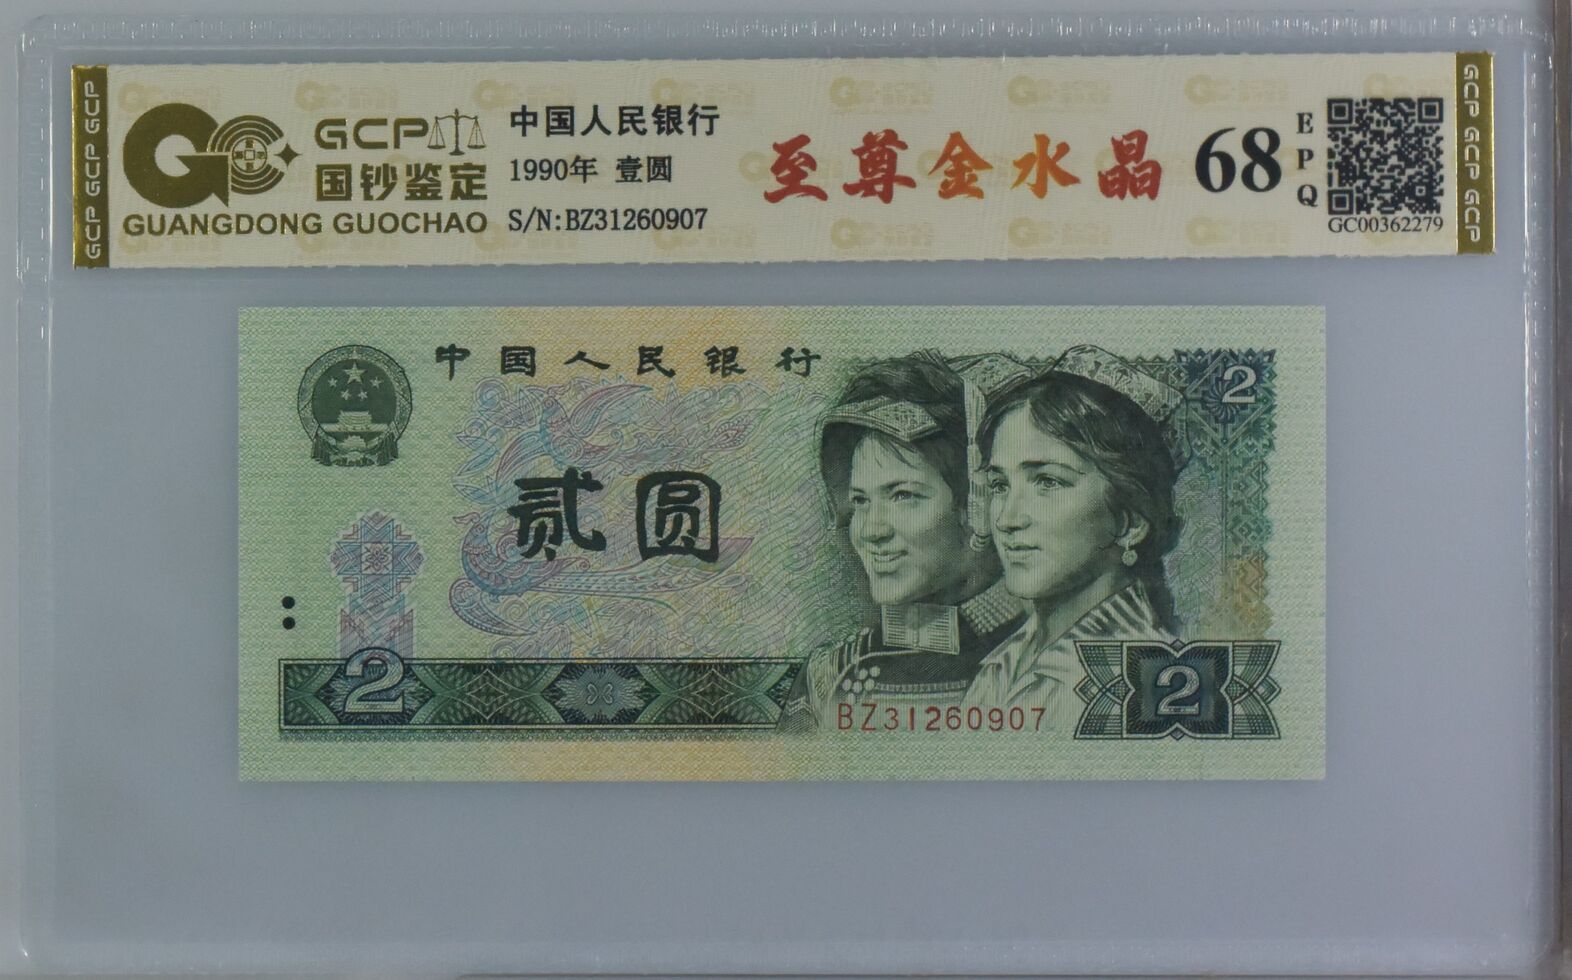 GCP GCP GCP
GCP
国钞鉴定
GUANGDONG GUOCHAO
中国人民银行
1990年 壹圆
S/N:BZ31260907
至尊金水晶
68
EPQ
GC00362279
GCP GCP GCP
中国人民银行
2
贰圆
2
BZ31260907
2